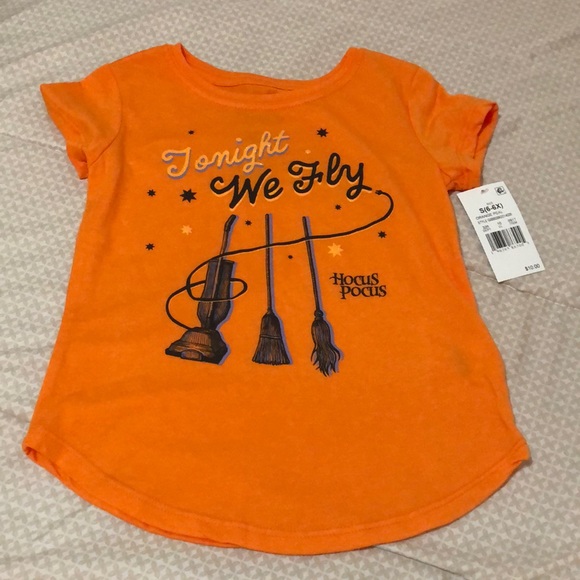 Tonight
We Fly
HOCUS
POCUS
S(6-6X)
$10.00